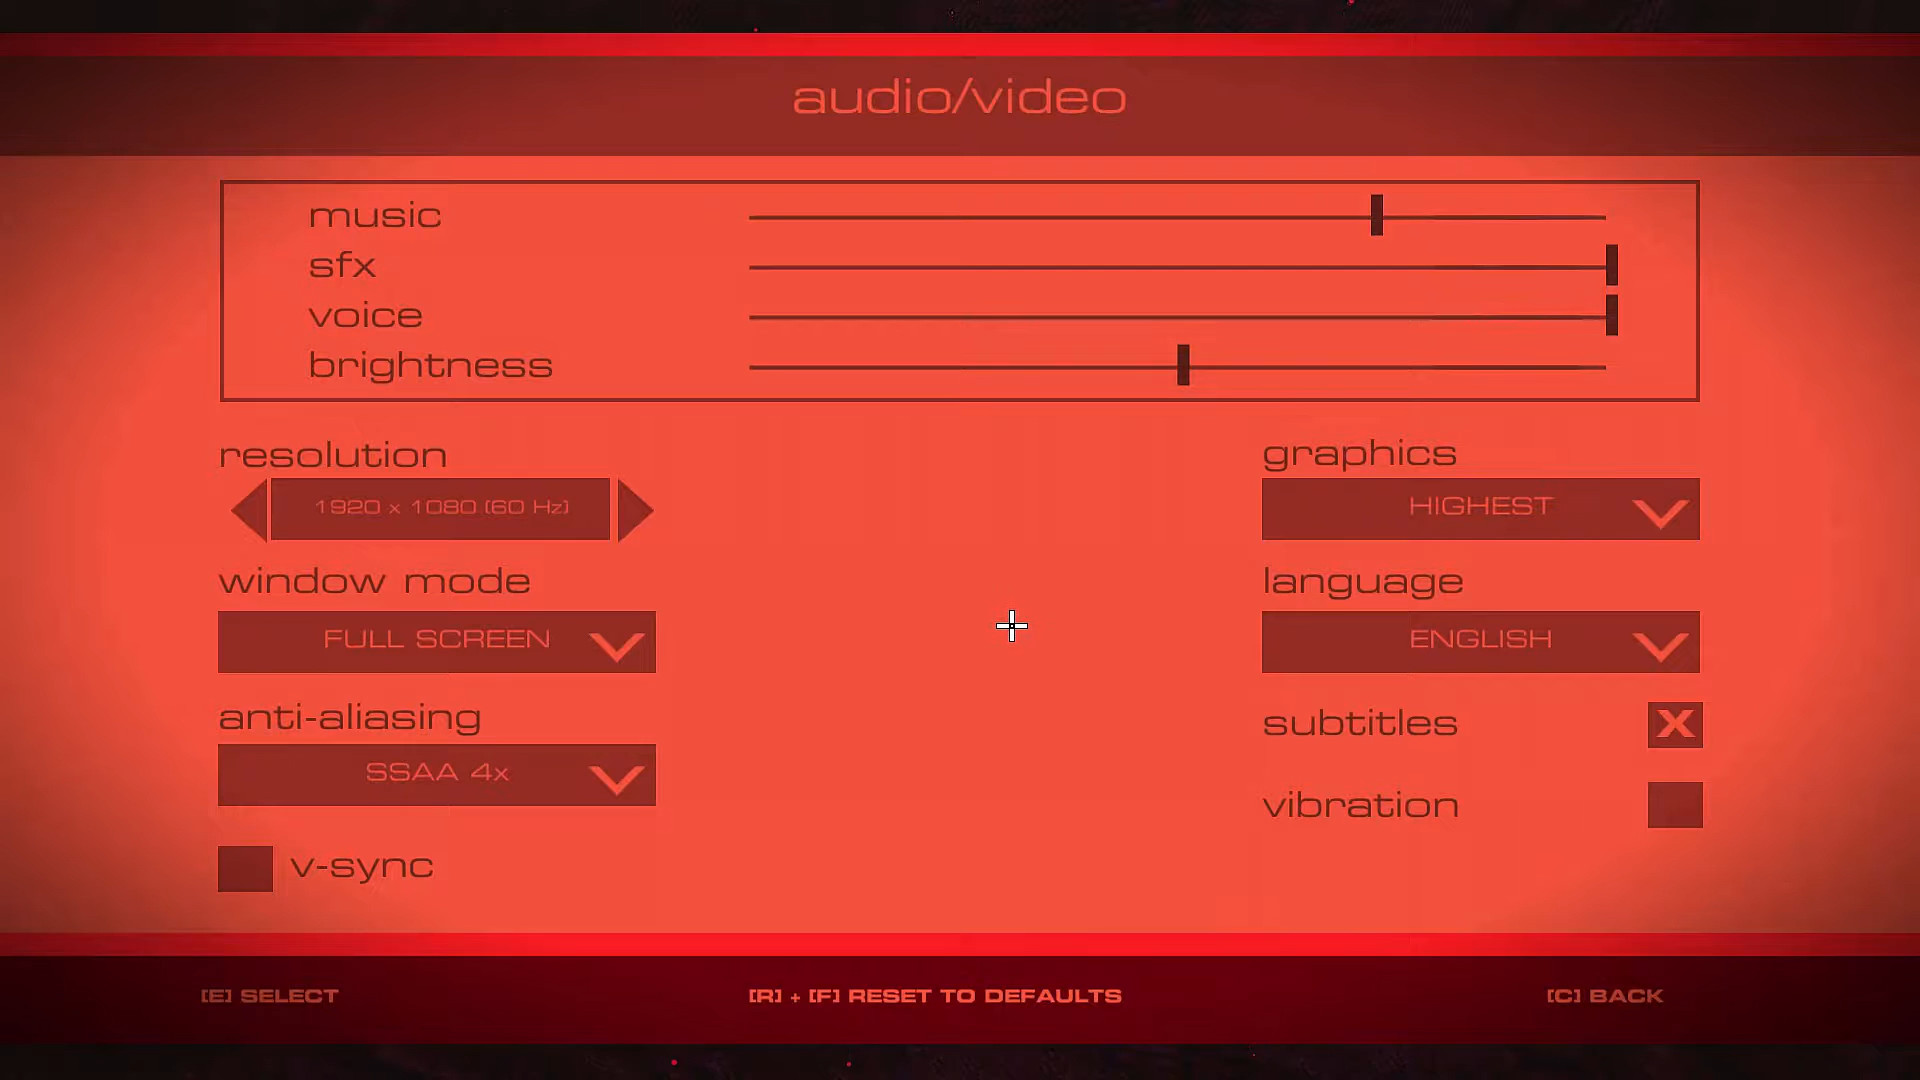 audio/video
music
sfx
voice
brightness
resolution
1920 x 1080 (60 Hz)
window mode
FULL SCREEN
anti-aliasing
SSAA 4x
v-sync
graphics
HIGHEST
language
ENGLISH
subtitles
X
vibration
[E] SELECT
[R] + [F] RESET TO DEFAULTS
[C] BACK